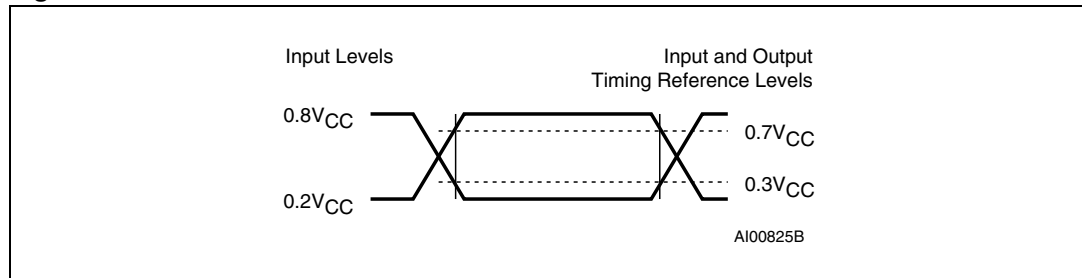 Input Levels
Input and Output
Timing Reference Levels
0.8VCC
0.7VCC
0.3VCC
0.2VCC
AI00825B